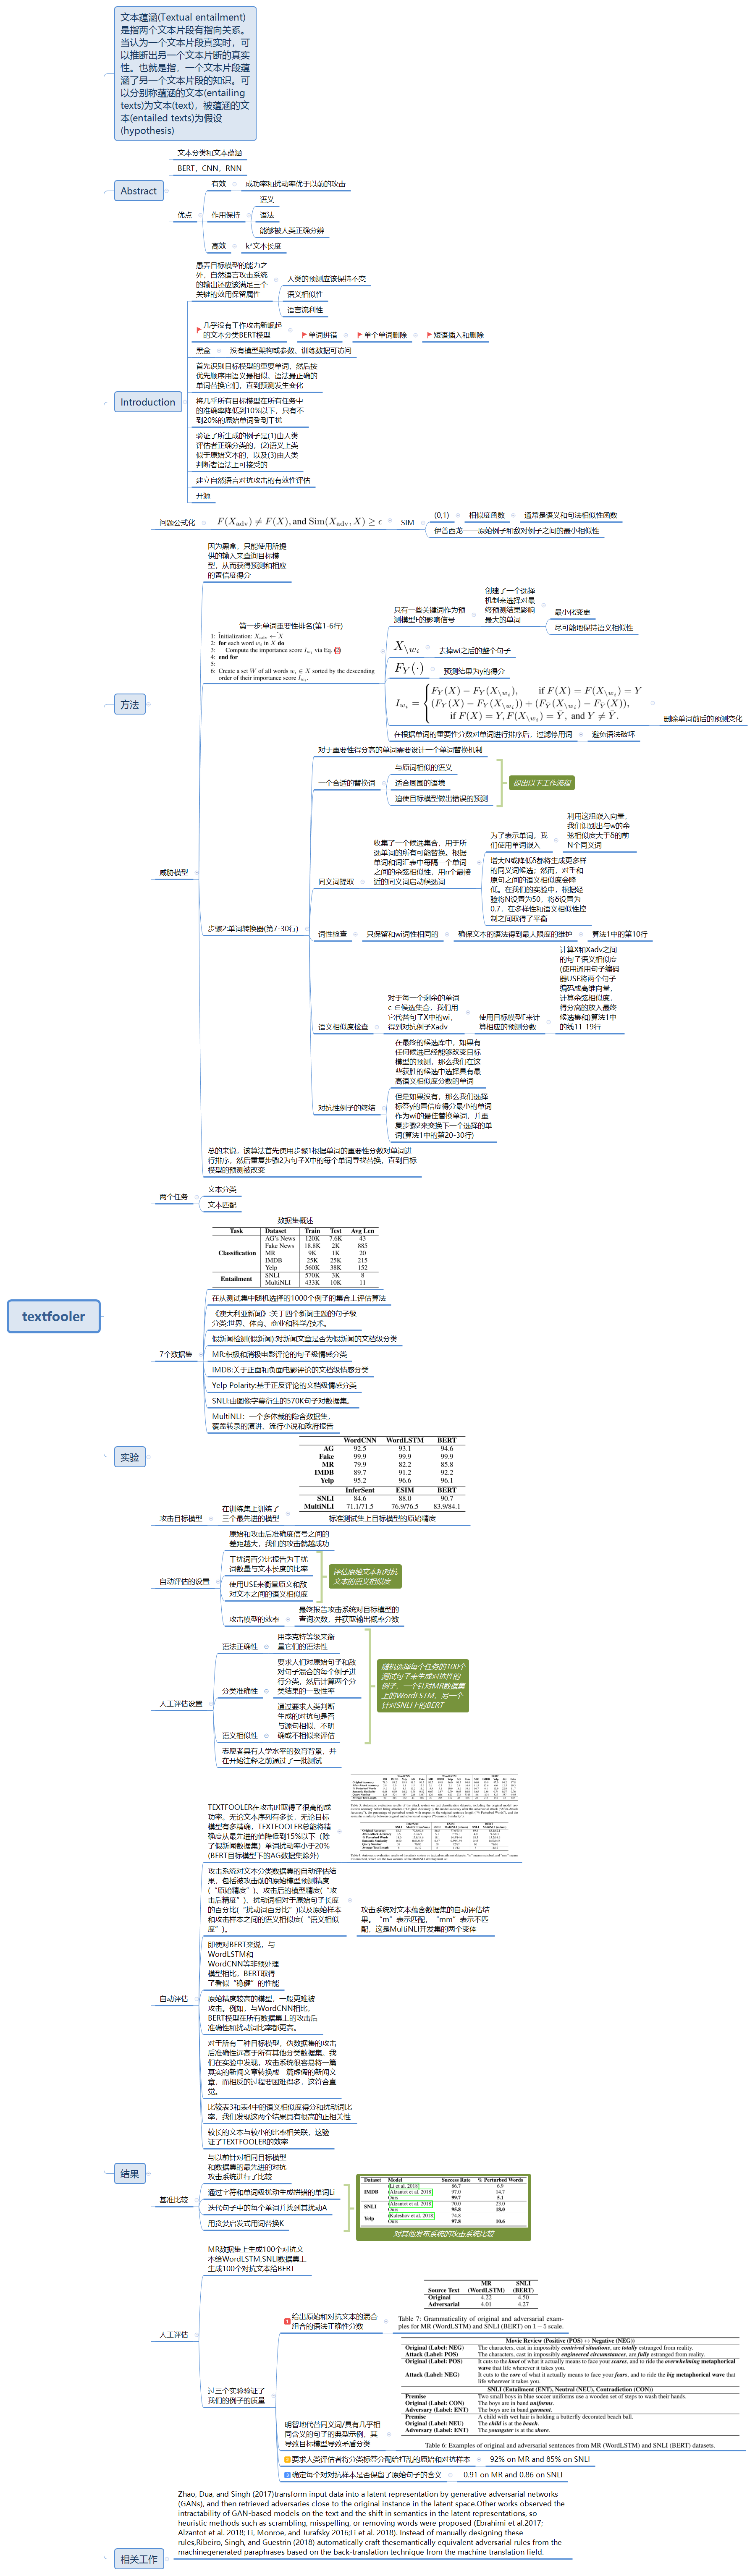 文本蕴涵(Textual entailment)
是指两个文本片段有指向关系。
当认为一个文本片段真实时，可
以推断出另一个文本片断的真实
性。也就是指，一个文本片段蕴
涵了另一个文本片段的知识。可
以分别称蕴涵的文本(entailing
texts)为文本(text)，被蕴涵的文
本(entailed texts)为假设
(hypothesis)
Abstract
文本分类和文本蕴涵
BERT，CNN，RNN
优点
有效
成功率和扰动率优于以前的攻击
作用保持
语义
语法
能够被人类正确分辨
高效
k*文本长度
Introduction
愚弄目标模型的能力之
外，自然语言攻击系统
的输出还应该满足三个
关键的效用保留属性
人类的预测应该保持不变
语义相似性
语言流利性
几乎没有工作攻击新崛起
的文本分类BERT模型
单词拼错
单个单词删除
短语插入和删除
黑盒
没有模型架构或参数、训练数据可访问
首先识别目标模型的重要单词，然后按
优先顺序用语义最相似、语法最正确的
单词替换它们，直到预测发生变化
将几乎所有目标模型在所有任务中
的准确率降低到10%以下，只有不
到20%的原始单词受到干扰
验证了所生成的例子是(1)由人类
评估者正确分类的，(2)语义上类
似于原始文本的，以及(3)由人类
判断者语法上可接受的
建立自然语言对抗攻击的有效性评估
开源
方法
问题公式化
F(X_adv) ≠ F(X), and Sim(X_adv, X) ≥ ϵ
SIM
(0,1)
相似度函数
通常是语义和句法相似性函数
伊普西龙——原始例子和敌对例子之间的最小相似性
威胁模型
因为黑盒，只能使用所提
供的输入来查询目标模
型，从而获得预测和相应
的置信度得分
第一步:单词重要性排名(第1-6行)
1: Initialization: X_adv ← X
2: for each word w_i in X do
3: Compute the importance score I_wi via Eq. (2)
4: end for
5:
6: Create a set W of all words w_i ∈ X sorted by the descending
order of their importance score I_wi.
只有一些关键词作为预
测模型F的影响信号
创建了一个选择
机制来选择对最
终预测结果影响
最大的单词
最小化变更
尽可能地保持语义相似性
X\w_i
去掉wi之后的整个句子
F_Y(·)
预测结果为y的得分
I_wi = { F_Y(X) − F_Y(X\wi), if F(X) = F(X\wi) = Y
(F_Y(X) − F_Y(X\wi)) + (F_Ȳ(X\wi) − F_Ȳ(X)),
if F(X) = Y, F(X\wi) = Ȳ, and Y ≠ Ȳ.
删除单词前后的预测变化
在根据单词的重要性分数对单词进行排序后，过滤停用词
避免语法破坏
步骤2:单词转换器(第7-30行)
对于重要性得分高的单词需要设计一个单词替换机制
一个合适的替换词
与原词相似的语义
适合周围的语境
迫使目标模型做出错误的预测
提出以下工作流程
同义词提取
收集了一个候选集合，用于所
选单词的所有可能替换。根据
单词和词汇表中每隔一个单词
之间的余弦相似性，用n个最接
近的同义词启动候选词
为了表示单词，我
们使用单词嵌入
利用这组嵌入向量，
我们识别出与w的余
弦相似度大于δ的前
N个同义词
增大N或降低δ都将生成更多样
的同义词候选；然而，对手和
原句之间的语义相似度会降
低。在我们的实验中，根据经
验将N设置为50，将δ设置为
0.7，在多样性和语义相似性控
制之间取得了平衡
词性检查
只保留和wi词性相同的
确保文本的语法得到最大限度的维护
算法1中的第10行
语义相似度检查
对于每一个剩余的单词
c ∈候选集合，我们用
它代替句子X中的wi，
得到对抗例子Xadv
使用目标模型F来计
算相应的预测分数
计算X和Xadv之间
的句子语义相似度
(使用通用句子编码
器USE将两个句子
编码成高维向量，
计算余弦相似度，
得分高的放入最终
候选集和)算法1中
的线11-19行
对抗性例子的终结
在最终的候选库中，如果有
任何候选已经能够改变目标
模型的预测，那么我们在这
些获胜的候选中选择具有最
高语义相似度分数的单词
但是如果没有，那么我们选择
标签y的置信度得分最小的单词
作为wi的最佳替换单词，并重
复步骤2来变换下一个选择的单
词(算法1中的第20-30行)
总的来说，该算法首先使用步骤1根据单词的重要性分数对单词进
行排序，然后重复步骤2为句子X中的每个单词寻找替换，直到目标
模型的预测被改变
textfooler
实验
两个任务
文本分类
文本匹配
7个数据集
数据集概述
Task Dataset Train Test Avg Len
Classification
AG's News 120K 7.6K 43
Fake News 18.8K 2K 885
MR 9K 1K 20
IMDB 25K 25K 215
Yelp 560K 38K 152
Entailment
SNLI 570K 3K 8
MultiNLI 433K 10K 11
在从测试集中随机选择的1000个例子的集合上评估算法
《澳大利亚新闻》:关于四个新闻主题的句子级
分类:世界、体育、商业和科学/技术。
假新闻检测(假新闻):对新闻文章是否为假新闻的文档级分类
MR:积极和消极电影评论的句子级情感分类
IMDB:关于正面和负面电影评论的文档级情感分类
Yelp Polarity:基于正反评论的文档级情感分类
SNLI:由图像字幕衍生的570K句子对数据集。
MultiNLI：一个多体裁的隐含数据集，
覆盖转录的演讲、流行小说和政府报告
攻击目标模型
在训练集上训练了
三个最先进的模型
WordCNN WordLSTM BERT
AG 92.5 93.1 94.6
Fake 99.9 99.9 99.9
MR 79.9 82.2 85.8
IMDB 89.7 91.2 92.2
Yelp 95.2 96.6 96.1
InferSent ESIM BERT
SNLI 84.6 88.0 90.7
MultiNLI 71.1/71.5 76.9/76.5 83.9/84.1
标准测试集上目标模型的原始精度
自动评估的设置
原始和攻击后准确度信号之间的
差距越大，我们的攻击就越成功
干扰词百分比报告为干扰
词数量与文本长度的比率
使用USE来衡量原文和敌
对文本之间的语义相似度
评估原始文本和对抗
文本的语义相似度
攻击模型的效率
最终报告攻击系统对目标模型的
查询次数，并获取输出概率分数
人工评估设置
语法正确性
用李克特等级来衡
量它们的语法性
分类准确性
要求人们对原始句子和敌
对句子混合的每个例子进
行分类，然后计算两个分
类结果的一致性率
语义相似性
通过要求人类判断
生成的对抗句是否
与源句相似、不明
确或不相似来评估
随机选择每个任务的100个
测试句子来生成对抗性的
例子，一个针对MR数据集
上的WordLSTM，另一个
针对SNLI上的BERT
志愿者具有大学水平的教育背景，并
在开始注释之前通过了一批测试
结果
自动评估
TEXTFOOLER在攻击时取得了很高的成
功率。无论文本序列有多长，无论目标
模型有多精确，TEXTFOOLER总能将精
确度从最先进的值降低到15%以下（除
了假新闻数据集）单词扰动率小于20%
(BERT目标模型下的AG数据集除外)
攻击系统对文本分类数据集的自动评估结
果，包括被攻击前的原始模型预测精度
(“原始精度”)、攻击后的模型精度(“攻
击后精度”)、扰动词相对于原始句子长度
的百分比(“扰动词百分比”)以及原始样本
和攻击样本之间的语义相似度(“语义相似
度”)。
攻击系统对文本蕴含数据集的自动评估结
果。“m”表示匹配，“mm”表示不匹
配，这是MultiNLI开发集的两个变体
即使对BERT来说，与
WordLSTM和
WordCNN等非预处理
模型相比，BERT取得
了看似“稳健”的性能
原始精度较高的模型，一般更难被
攻击。例如，与WordCNN相比，
BERT模型在所有数据集上的攻击后
准确性和扰动词比率都更高。
对于所有三种目标模型，伪数据集的攻击
后准确性远高于所有其他分类数据集。我
们在实验中发现，攻击系统很容易将一篇
真实的新闻文章转换成一篇虚假的新闻文
章，而相反的过程要困难得多，这符合直
觉。
比较表3和表4中的语义相似度得分和扰动词比
率，我们发现这两个结果具有很高的正相关性
较长的文本与较小的比率相关联，这验
证了TEXTFOOLER的效率
基准比较
与以前针对相同目标模型
和数据集的最先进的对抗
攻击系统进行了比较
通过字符和单词级扰动生成拼错的单词Li
迭代句子中的每个单词并找到其扰动A
用贪婪启发式用词替换K
Dataset Model Success Rate % Perturbed Words
IMDB
(Li et al. 2018) 86.7 6.9
(Alzantot et al. 2018) 97.0 14.7
Ours 99.7 5.1
SNLI
(Alzantot et al. 2018) 70.0 23.0
Ours 95.8 18.0
Yelp
(Kuleshov et al. 2018) 74.8 -
Ours 97.8 10.6
对其他发布系统的攻击系统比较
人工评估
MR数据集上生成100个对抗文
本给WordLSTM,SNLI数据集上
生成100个对抗文本给BERT
过三个实验验证了
我们的例子的质量
1 给出原始和对抗文本的混合
组合的语法正确性分数
Source Text MR (WordLSTM) SNLI (BERT)
Original 4.22 4.50
Adversarial 4.01 4.27
Table 7: Grammaticality of original and adversarial exam-
ples for MR (WordLSTM) and SNLI (BERT) on 1 − 5 scale.
明智地代替同义词/具有几乎相
同含义的句子的典型示例，其
导致目标模型导致矛盾分类
Movie Review (Positive (POS) ↔ Negative (NEG))
Original (Label: NEG) The characters, cast in impossibly contrived situations, are totally estranged from reality.
Attack (Label: POS) The characters, cast in impossibly engineered circumstances, are fully estranged from reality.
Original (Label: POS) It cuts to the knot of what it actually means to face your scares, and to ride the overwhelming metaphorical
wave that life wherever it takes you.
Attack (Label: NEG) It cuts to the core of what it actually means to face your fears, and to ride the big metaphorical wave that
life wherever it takes you.
SNLI (Entailment (ENT), Neutral (NEU), Contradiction (CON))
Premise Two small boys in blue soccer uniforms use a wooden set of steps to wash their hands.
Original (Label: CON) The boys are in band uniforms.
Adversary (Label: ENT) The boys are in band garment.
Premise A child with wet hair is holding a butterfly decorated beach ball.
Original (Label: NEU) The child is at the beach.
Adversary (Label: ENT) The youngster is at the shore.
Table 6: Examples of original and adversarial sentences from MR (WordLSTM) and SNLI (BERT) datasets.
2 要求人类评估者将分类标签分配给打乱的原始和对抗样本
92% on MR and 85% on SNLI
3 确定每个对对抗样本是否保留了原始句子的含义
0.91 on MR and 0.86 on SNLI
相关工作
Zhao, Dua, and Singh (2017)transform input data into a latent representation by generative adversarial networks
(GANs), and then retrieved adversaries close to the original instance in the latent space.Other works observed the
intractability of GAN-based models on the text and the shift in semantics in the latent representations, so
heuristic methods such as scrambling, misspelling, or removing words were proposed (Ebrahimi et al.2017;
Alzantot et al. 2018; Li, Monroe, and Jurafsky 2016;Li et al. 2018). Instead of manually designing these
rules,Ribeiro, Singh, and Guestrin (2018) automatically craft thesemantically equivalent adversarial rules from the
machinegenerated paraphrases based on the back-translation technique from the machine translation field.